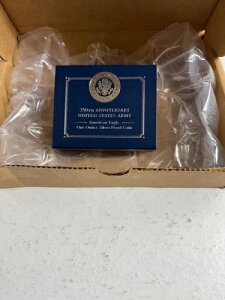 250TH ANNIVERSARY
UNITED STATES ARMY
American Eagle
One Ounce Silver Proof Coin